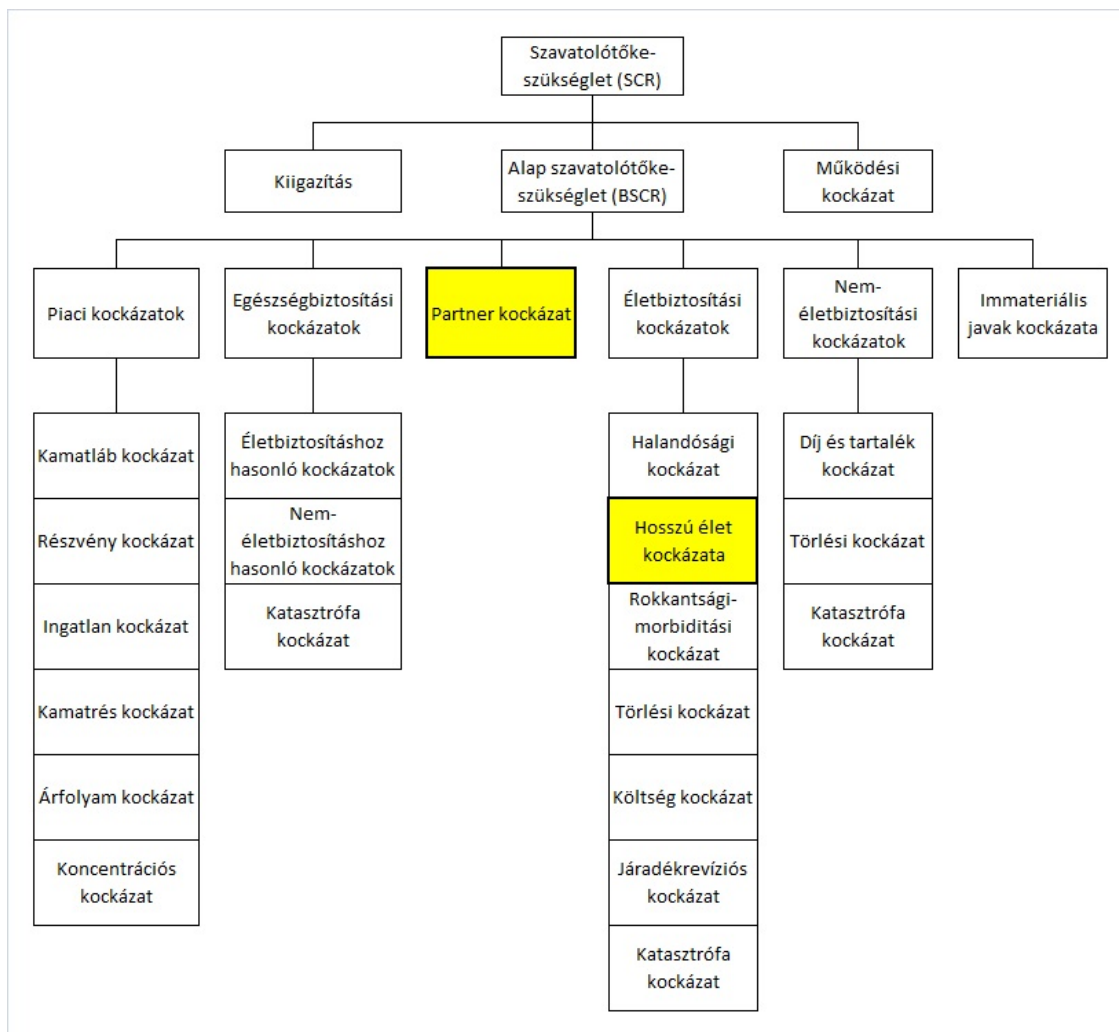 Szavatolótőke-
szükséglet (SCR)
Kiigazítás
Alap szavatolótőke-
szükséglet (BSCR)
Működési
kockázat
Piaci kockázatok
Egészségbiztosítási
kockázatok
Partner kockázat
Életbiztosítási
kockázatok
Nem-
életbiztosítási
kockázatok
Immateriális
javak kockázata
Kamatláb kockázat
Részvény kockázat
Ingatlan kockázat
Kamatrés kockázat
Árfolyam kockázat
Koncentrációs
kockázat
Életbiztosításhoz
hasonló kockázatok
Nem-
életbiztosításhoz
hasonló kockázatok
Katasztrófa
kockázat
Halandósági
kockázat
Hosszú élet
kockázata
Rokkantsági-
morbiditási
kockázat
Törlési kockázat
Költség kockázat
Járadékrevíziós
kockázat
Katasztrófa
kockázat
Díj és tartalék
kockázat
Törlési kockázat
Katasztrófa
kockázat